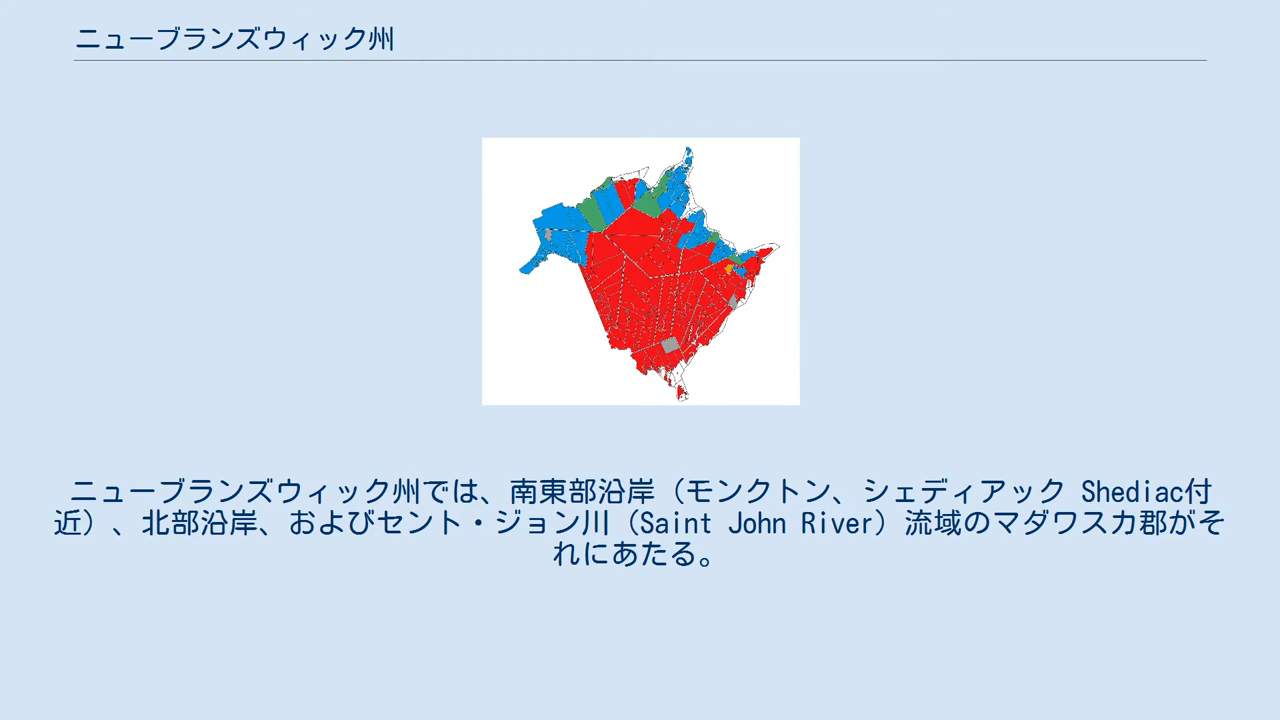 ニューブランズウィック州
ニューブランズウィック州では、南東部沿岸（モンクトン、シェディアック Shediac付
近）、北部沿岸、およびセント・ジョン川（Saint John River）流域のマダワスカ郡がそ
れにあたる。